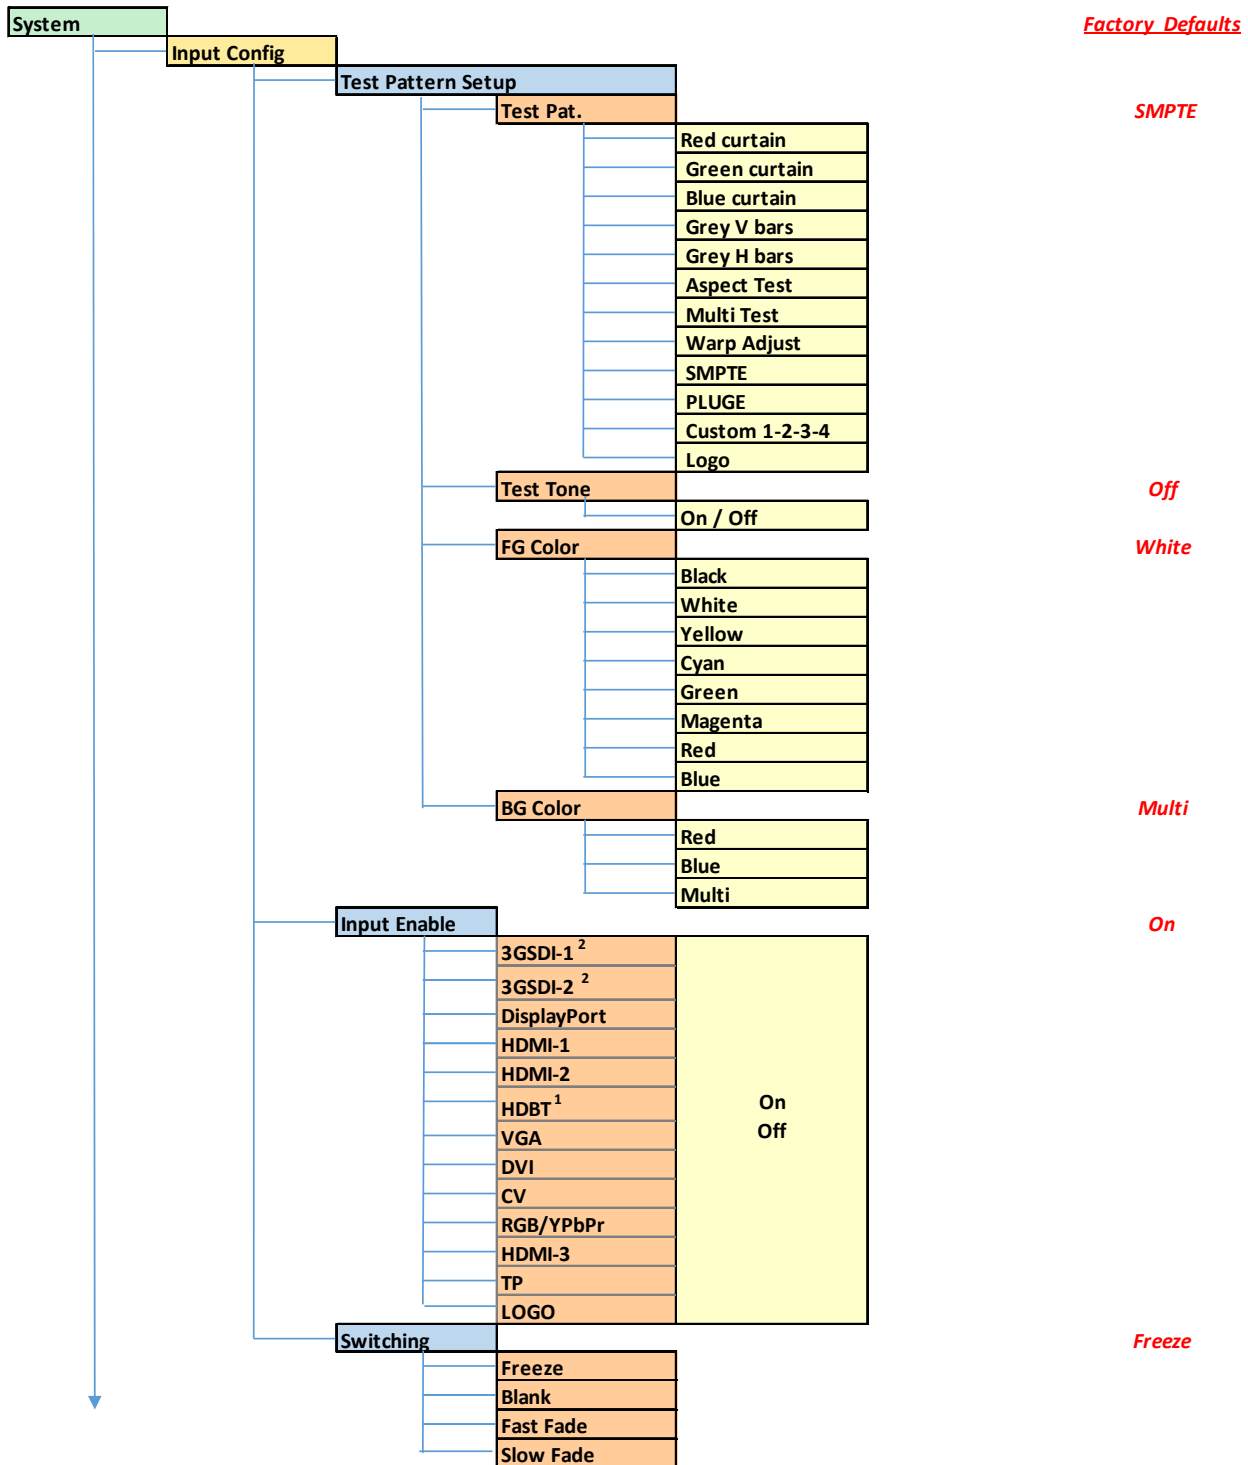 System Factory Defaults
Input Config
Test Pattern Setup
Test Pat. SMPTE
Red curtain
Green curtain
Blue curtain
Grey V bars
Grey H bars
Aspect Test
Multi Test
Warp Adjust
SMPTE
PLUGE
Custom 1-2-3-4
Logo
Test Tone Off
On / Off
FG Color White
Black
White
Yellow
Cyan
Green
Magenta
Red
Blue
BG Color Multi
Red
Blue
Multi
Input Enable On
3GSDI-1 2
3GSDI-2 2
DisplayPort
HDMI-1
HDMI-2
HDBT 1
On
Off
VGA
DVI
CV
RGB/YPbPr
HDMI-3
TP
LOGO
Switching Freeze
Freeze
Blank
Fast Fade
Slow Fade